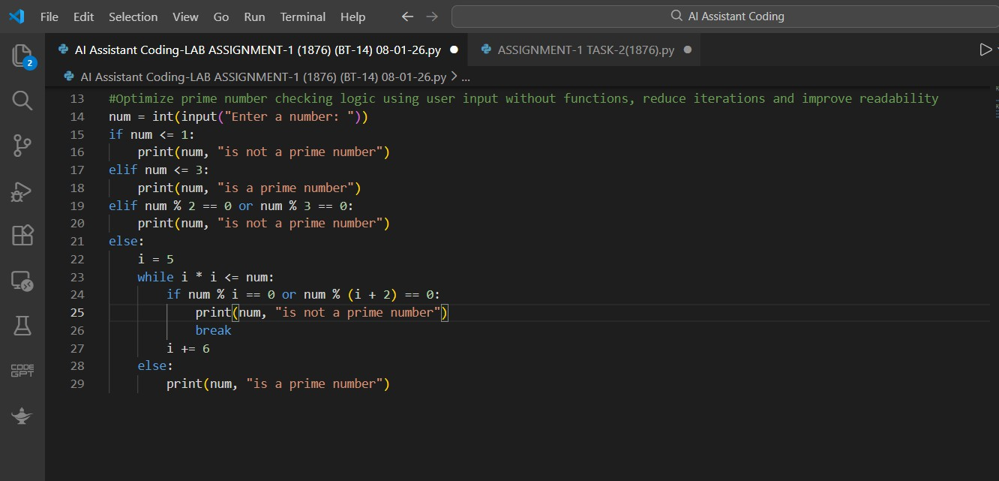 File Edit Selection View Go Run Terminal Help AI Assistant Coding
2
AI Assistant Coding-LAB ASSIGNMENT-1 (1876) (BT-14) 08-01-26.py ASSIGNMENT-1 TASK-2(1876).py
AI Assistant Coding-LAB ASSIGNMENT-1 (1876) (BT-14) 08-01-26.py > ...
13 #Optimize prime number checking logic using user input without functions, reduce iterations and improve readability
14 num = int(input("Enter a number: "))
15 if num <= 1:
16     print(num, "is not a prime number")
17 elif num <= 3:
18     print(num, "is a prime number")
19 elif num % 2 == 0 or num % 3 == 0:
20     print(num, "is not a prime number")
21 else:
22     i = 5
23     while i * i <= num:
24         if num % i == 0 or num % (i + 2) == 0:
25             print(num, "is not a prime number")
26             break
27         i += 6
28     else:
29         print(num, "is a prime number")
CODE
GPT